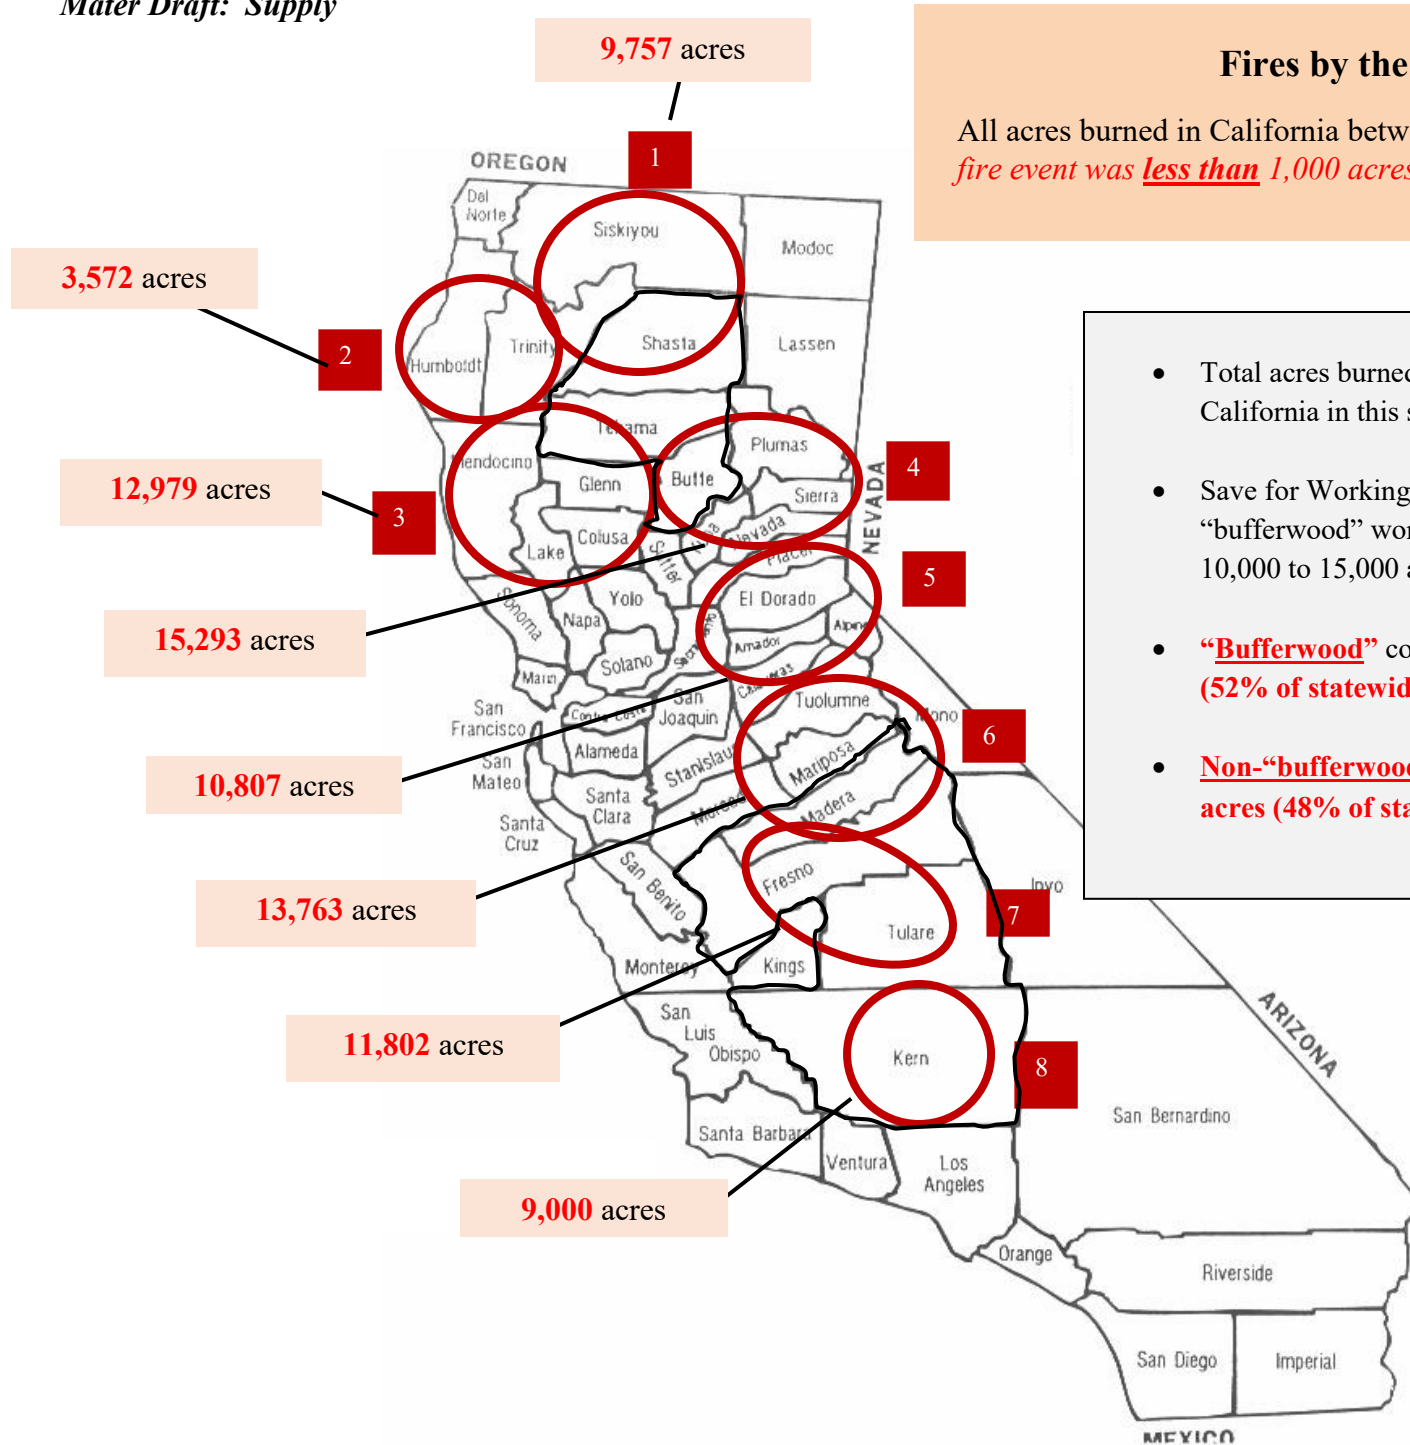 Mater Draft: Supply
9,757 acres
Fires by the
All acres burned in California betw
fire event was less than 1,000 acres
1
OREGON
Del
Norte
Siskiyou
Modoc
3,572 acres
2
Humboldt
Trinity
Shasta
Lassen
Total acres burned
California in this s
Tehama
Mendocino
Plumas
4
NEVADA
Butte
Glenn
Sierra
12,979 acres
3
Save for Working
"bufferwood" wor
10,000 to 15,000 a
Colusa
Lake
Nevada
Placer
5
El Dorado
Yolo
Sonoma
Napa
Alpine
Amador
15,293 acres
Solano
Marin
"Bufferwood" co
(52% of statewid
San
Joaquin
Tuolumne
Mono
San
Francisco
Contra Costa
6
Alameda
Stanislau
Mariposa
San
Mateo
10,807 acres
Santa
Clara
Merced
Madera
Non-"bufferwood
acres (48% of sta
Santa
Cruz
San Benito
Fresno
Inyo
13,763 acres
7
Tulare
Monterey
Kings
San
Luis
Obispo
ARIZONA
11,802 acres
Kern
8
San Bernardino
Santa Barbara
Ventura
Los
Angeles
9,000 acres
Orange
Riverside
San Diego
Imperial
MEXICO